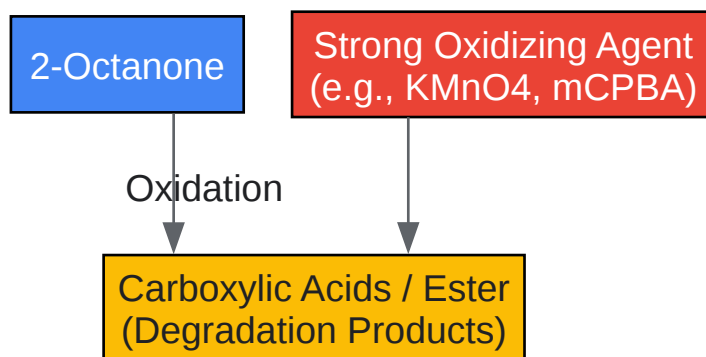 2-Octanone
Strong Oxidizing Agent
(e.g., KMnO4, mCPBA)
Oxidation
Carboxylic Acids / Ester
(Degradation Products)